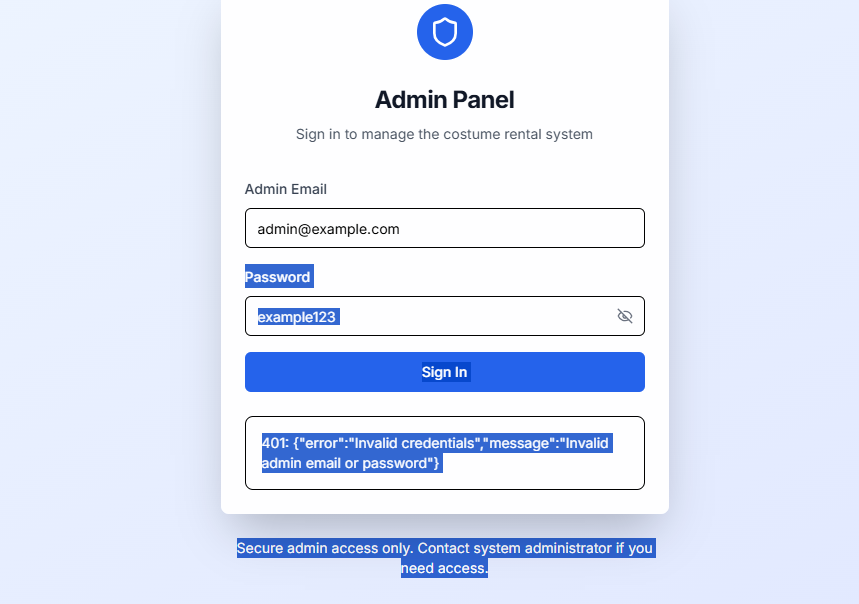 Admin Panel
Sign in to manage the costume rental system
Admin Email
admin@example.com
Password
example123
Sign In
401: {"error":"Invalid credentials","message":"Invalid
admin email or password"}
Secure admin access only. Contact system administrator if you
need access.